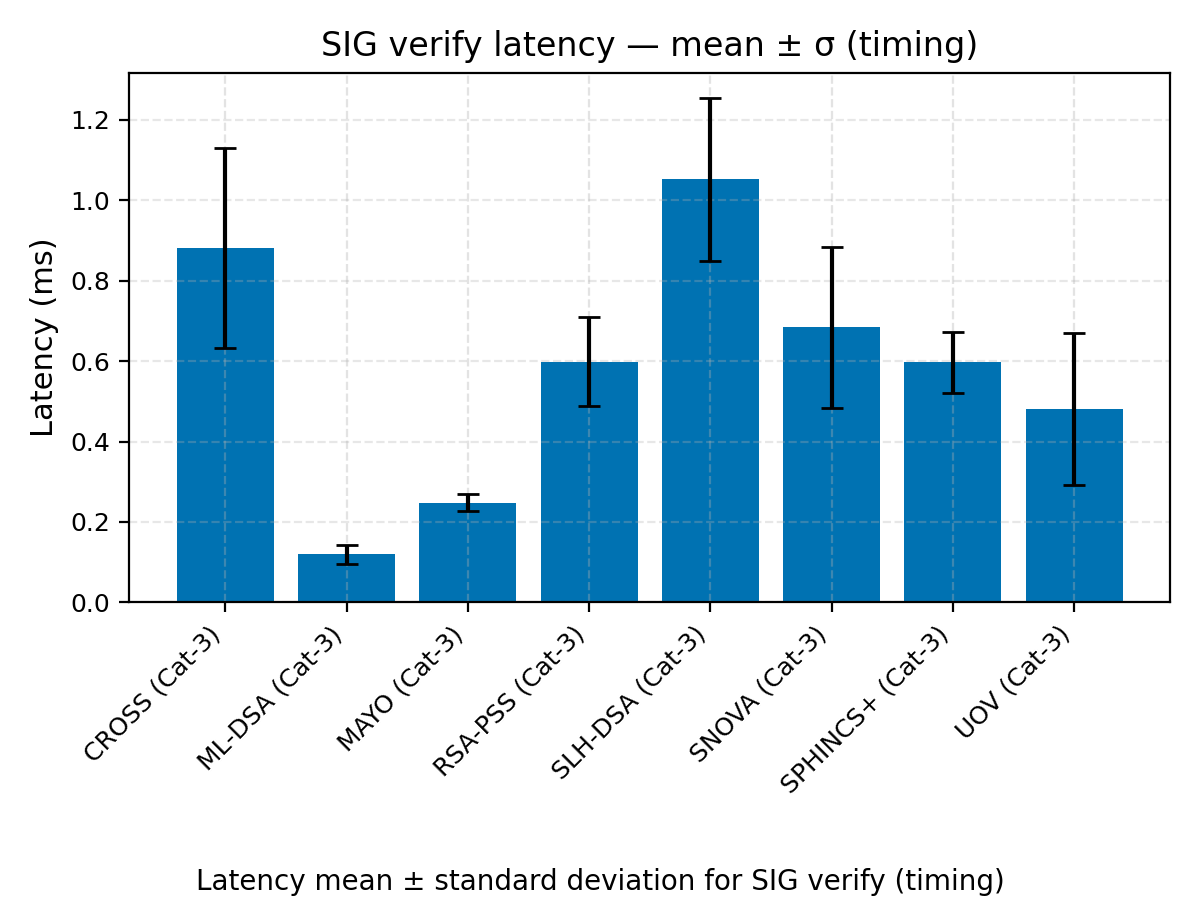 SIG verify latency — mean ± σ (timing)
Latency (ms)
1.2
1.0
0.8
0.6
0.4
0.2
0.0
CROSS (Cat-3)
ML-DSA (Cat-3)
MAYO (Cat-3)
RSA-PSS (Cat-3)
SLH-DSA (Cat-3)
SNOVA (Cat-3)
SPHINCS+ (Cat-3)
UOV (Cat-3)
Latency mean ± standard deviation for SIG verify (timing)